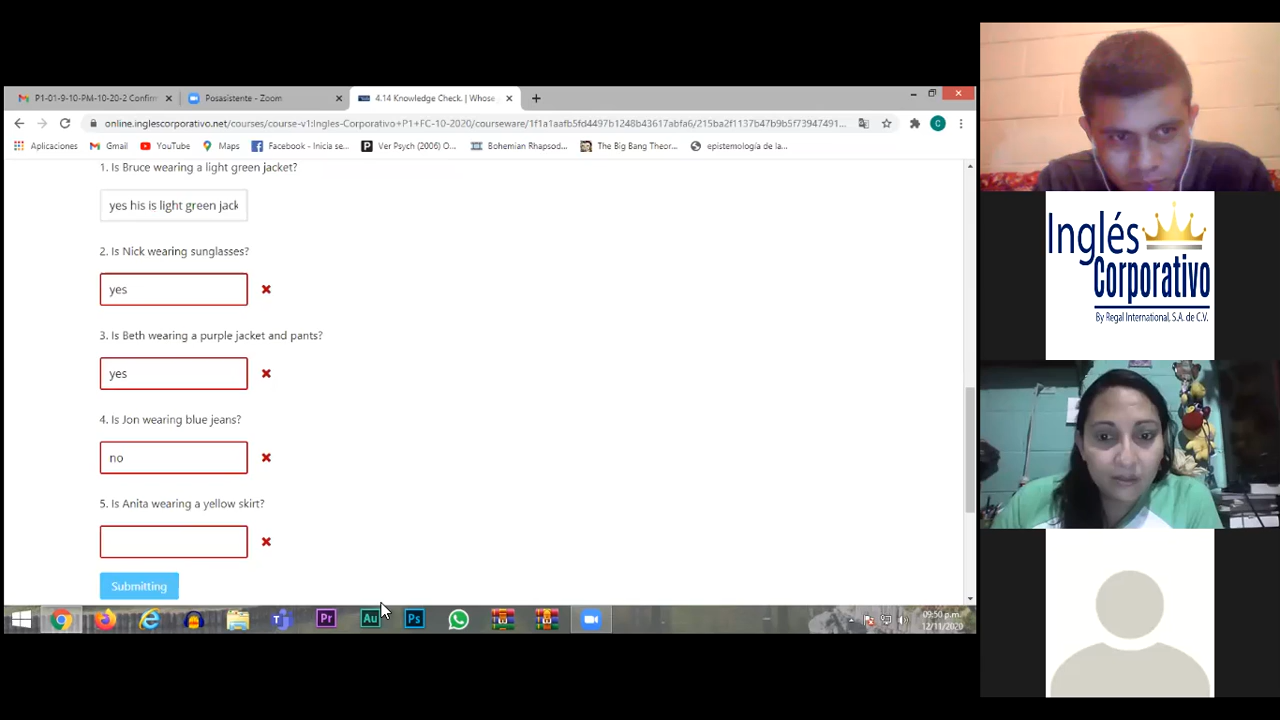 P1-01-9-10-PM-10-20-2 Confirm
Posasistente - Zoom
4.14 Knowledge Check. | Whose
online.inglescorporativo.net/courses/course-v1:Ingles-Corporativo+P1+FC-10-2020/courseware/1f1a1aafb5fd4497b1248b43617abfa6/215ba2f1137b47b9b5f73947491...
Aplicaciones
Gmail
YouTube
Maps
Facebook - Inicia se...
Ver Psych (2006) O...
Bohemian Rhapsod...
The Big Bang Theor...
epistemología de la...
1. Is Bruce wearing a light green jacket?
yes his is light green jack
2. Is Nick wearing sunglasses?
yes
3. Is Beth wearing a purple jacket and pants?
yes
4. Is Jon wearing blue jeans?
no
5. Is Anita wearing a yellow skirt?
Submitting
Pr
Au
Ps
09:50 p.m.
12/11/2020
Inglés
Corporativo
By Regal International, S.A. de C.V.